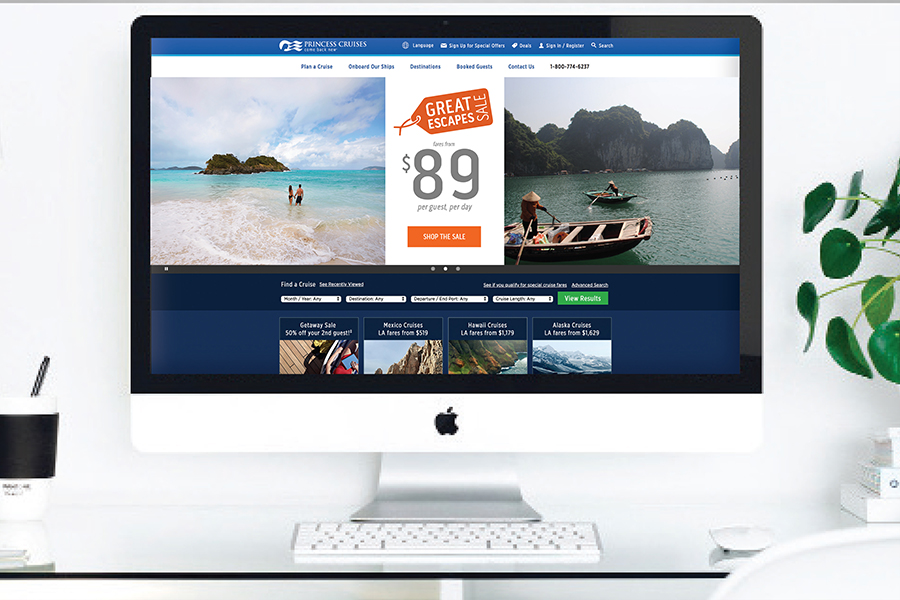 PRINCESS CRUISES
come back new
Language Sign Up for Special Offers Deals Sign In / Register Search
Plan a Cruise Onboard Our Ships Destinations Booked Guests Contact Us 1-800-774-6237
GREAT
ESCAPES
SALE
fares from
$89
per guest, per day
SHOP THE SALE
Find a Cruise See Recently Viewed See if you qualify for special cruise fares Advanced Search
Month / Year: Any Destination: Any Departure / End Port: Any Cruise Length: Any View Results
Getaway Sale
50% off your 2nd guest!
Mexico Cruises
LA fares from $519
Hawaii Cruises
LA fares from $1,179
Alaska Cruises
LA fares from $1,629